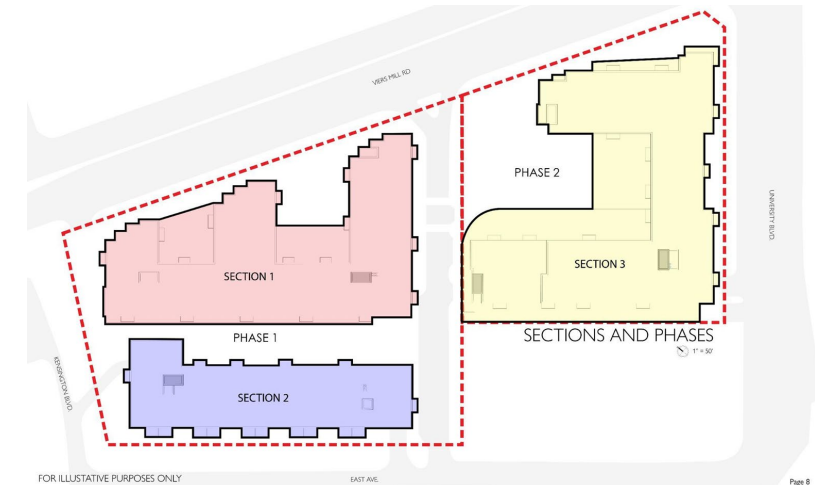 VIERS MILL RD
PHASE 2
UNIVERSITY BLVD.
SECTION 1
SECTION 3
PHASE 1
SECTIONS AND PHASES
1" = 50'
KENSINGTON BLVD.
SECTION 2
FOR ILLUSTATIVE PURPOSES ONLY
EAST AVE.
Page 8